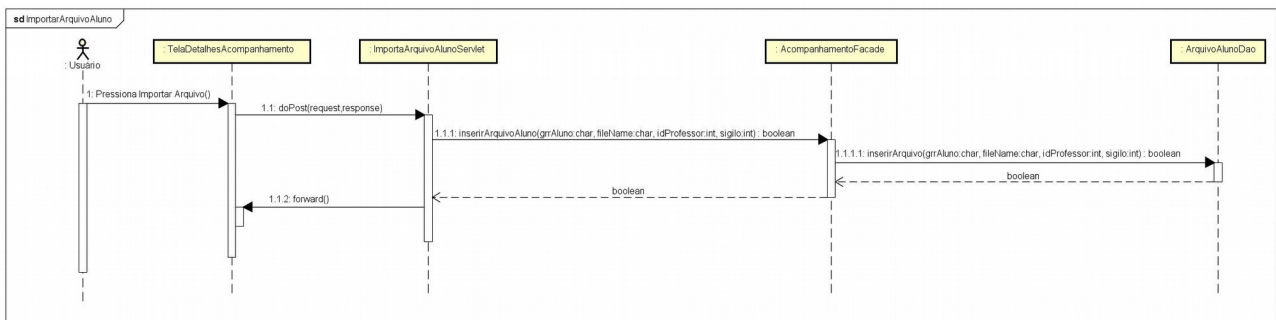 sd ImportarArquivoAluno
: Usuário
: TelaDetalhesAcompanhamento
: ImportaArquivoAlunoServlet
: AcompanhamentoFacade
: ArquivoAlunoDao
1: Pressiona Importar Arquivo()
1.1: doPost(request,response)
1.1.1: inserirArquivoAluno(grrAluno:char, fileName:char, idProfessor:int, sigilo:int) : boolean
1.1.1.1: inserirArquivo(grrAluno:char, fileName:char, idProfessor:int, sigilo:int) : boolean
boolean
boolean
1.1.2: forward()